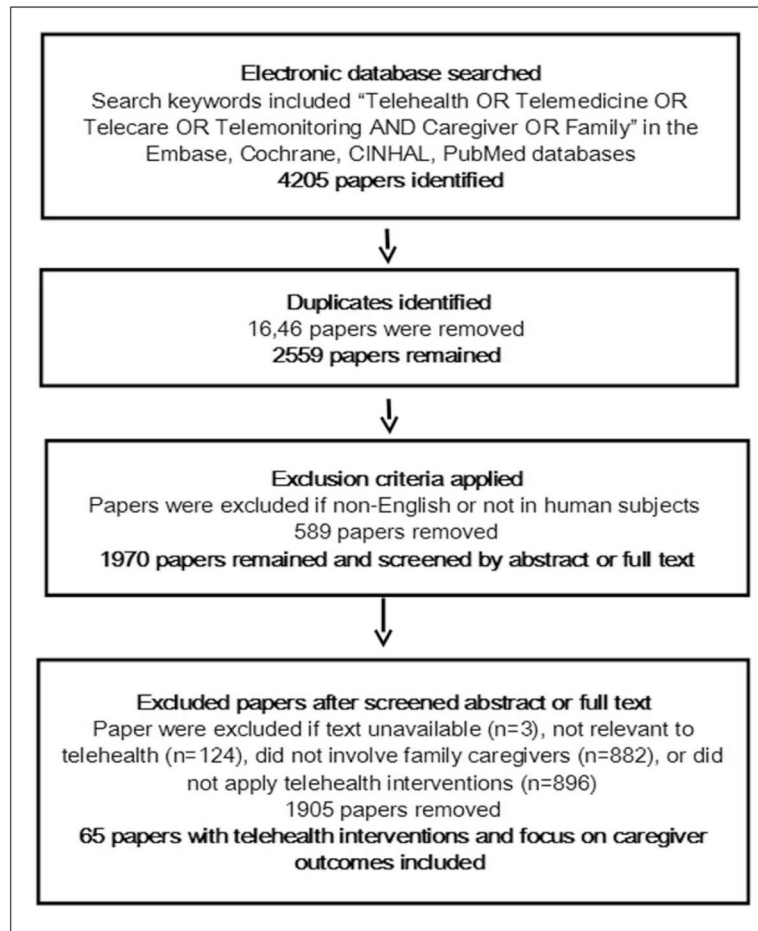 Electronic database searched
Search keywords included “Telehealth OR Telemedicine OR
Telecare OR Telemonitoring AND Caregiver OR Family” in the
Embase, Cochrane, CINHAL, PubMed databases
4205 papers identified
Duplicates identified
16,46 papers were removed
2559 papers remained
Exclusion criteria applied
Papers were excluded if non-English or not in human subjects
589 papers removed
1970 papers remained and screened by abstract or full text
Excluded papers after screened abstract or full text
Paper were excluded if text unavailable (n=3), not relevant to
telehealth (n=124), did not involve family caregivers (n=882), or did
not apply telehealth interventions (n=896)
1905 papers removed
65 papers with telehealth interventions and focus on caregiver
outcomes included